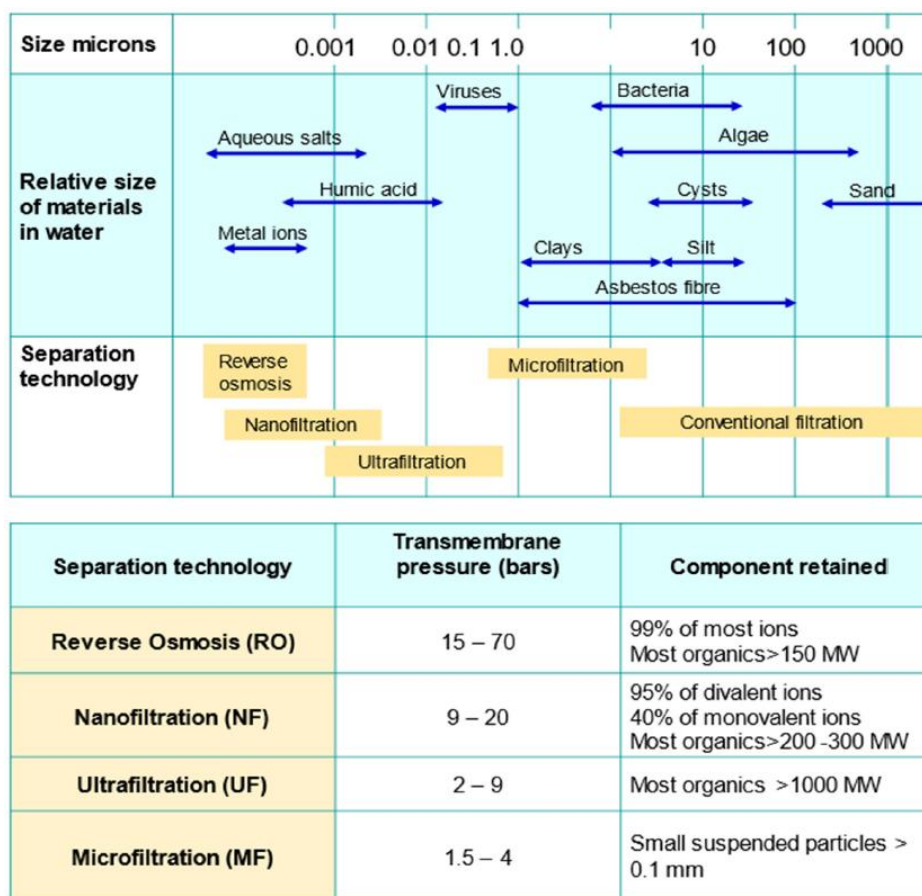 Size microns 0.001 0.01 0.1 1.0 10 100 1000
Relative size
of materials
in water
Viruses
Bacteria
Aqueous salts
Algae
Humic acid
Cysts
Sand
Metal ions
Clays
Silt
Asbestos fibre
Separation
technology
Reverse
osmosis
Microfiltration
Nanofiltration
Conventional filtration
Ultrafiltration
Separation technology
Transmembrane
pressure (bars)
Component retained
Reverse Osmosis (RO)
15 – 70
99% of most ions
Most organics>150 MW
Nanofiltration (NF)
9 – 20
95% of divalent ions
40% of monovalent ions
Most organics>200 -300 MW
Ultrafiltration (UF)
2 – 9
Most organics >1000 MW
Microfiltration (MF)
1.5 – 4
Small suspended particles >
0.1 mm